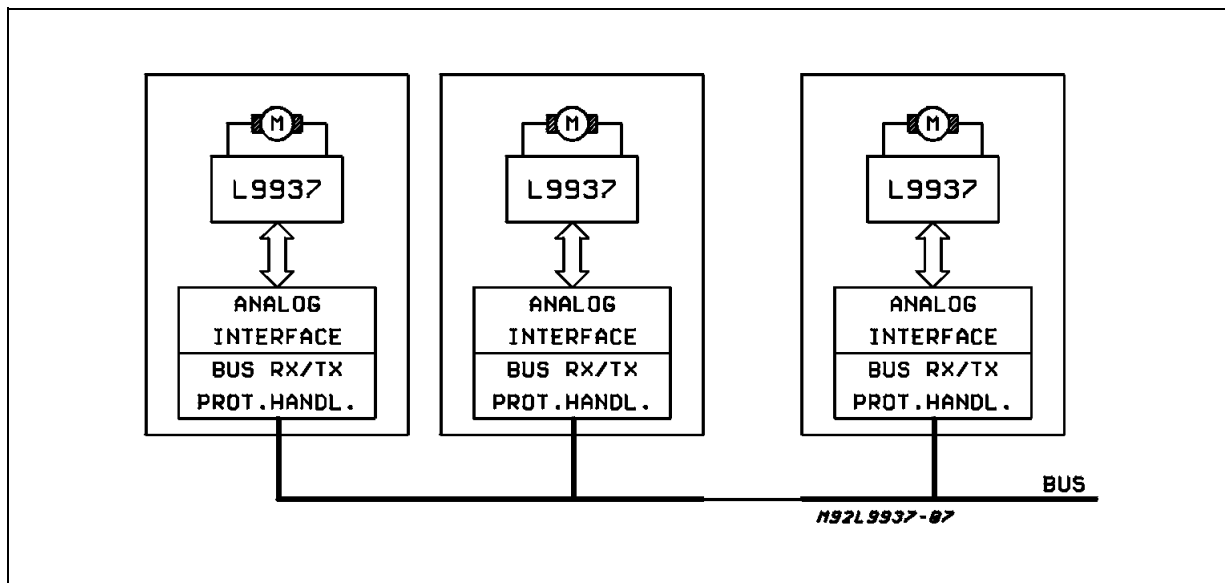 M
L9937
ANALOG
INTERFACE
BUS RX/TX
PROT.HANDL.
M
L9937
ANALOG
INTERFACE
BUS RX/TX
PROT.HANDL.
M
L9937
ANALOG
INTERFACE
BUS RX/TX
PROT.HANDL.
BUS
M92L9937-07